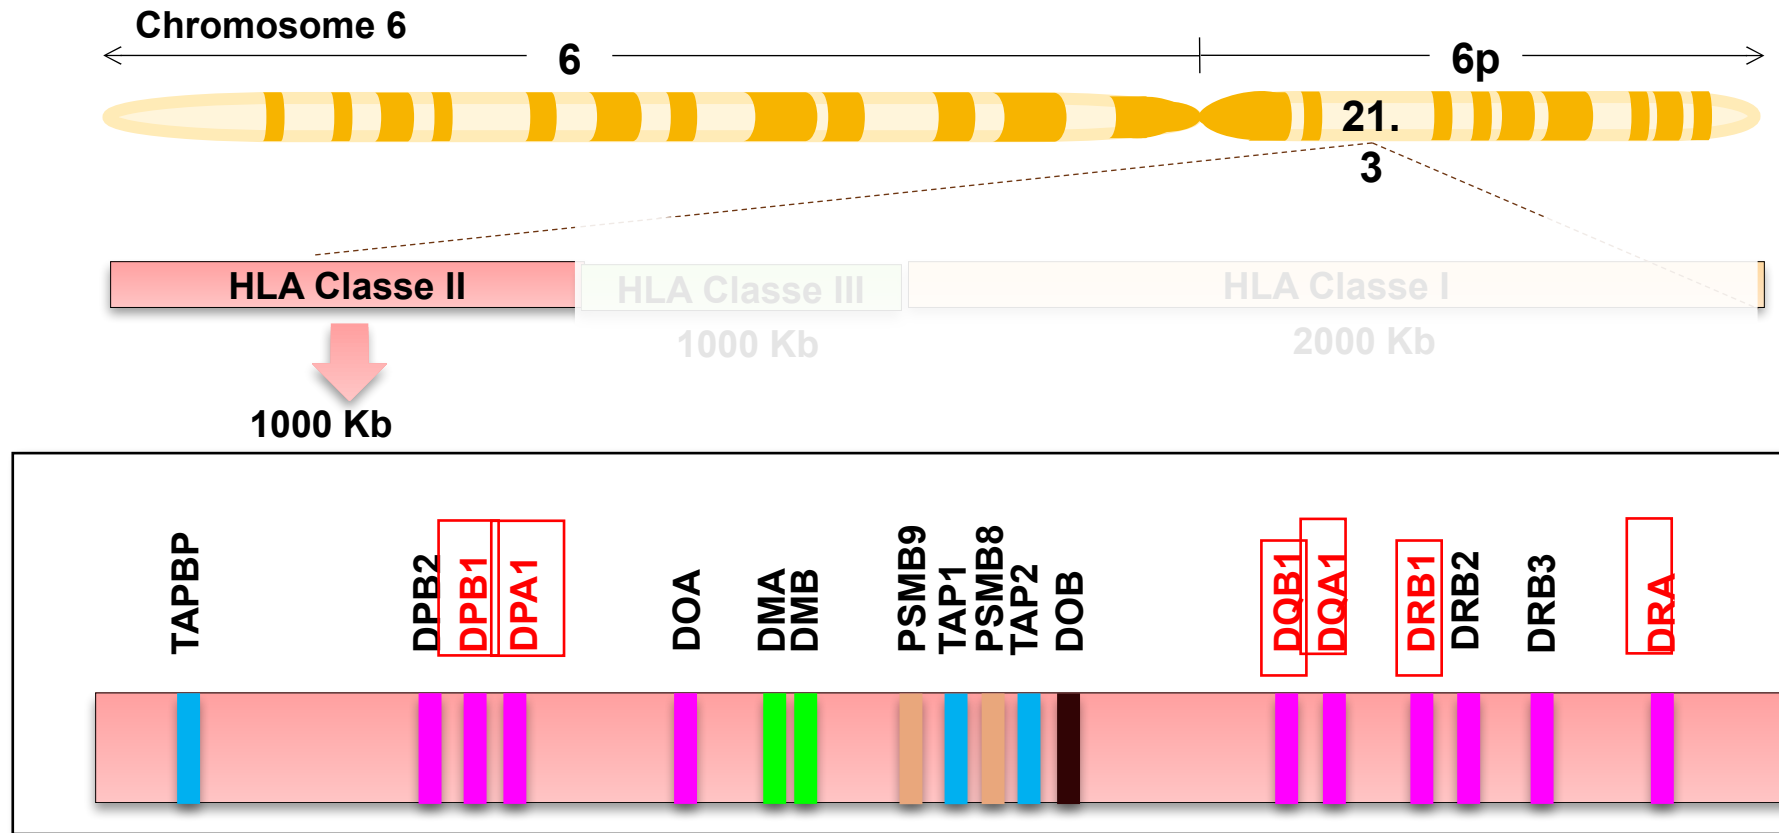 Chromosome 6
6
6p
21.
3
HLA Classe II
HLA Classe III
HLA Classe I
1000 Kb
2000 Kb
1000 Kb
TAPBP
DPB2
DPB1
DPA1
DOA
DMA
DMB
PSMB9
TAP1
PSMB8
TAP2
DOB
DQB1
DQA1
DRB1
DRB2
DRB3
DRA